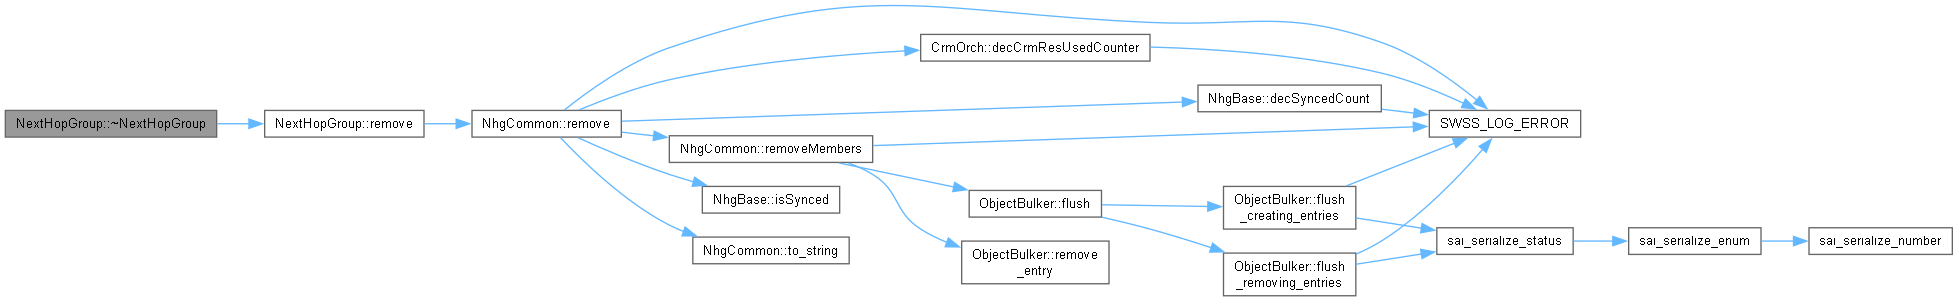 NextHopGroup::~NextHopGroup
NextHopGroup::remove
NhgCommon::remove
CrmOrch::decCrmResUsedCounter
NhgBase::decSyncedCount
SWSS_LOG_ERROR
NhgCommon::removeMembers
NhgBase::isSynced
ObjectBulker::flush
ObjectBulker::flush
_creating_entries
NhgCommon::to_string
ObjectBulker::remove
_entry
ObjectBulker::flush
_removing_entries
sai_serialize_status
sai_serialize_enum
sai_serialize_number